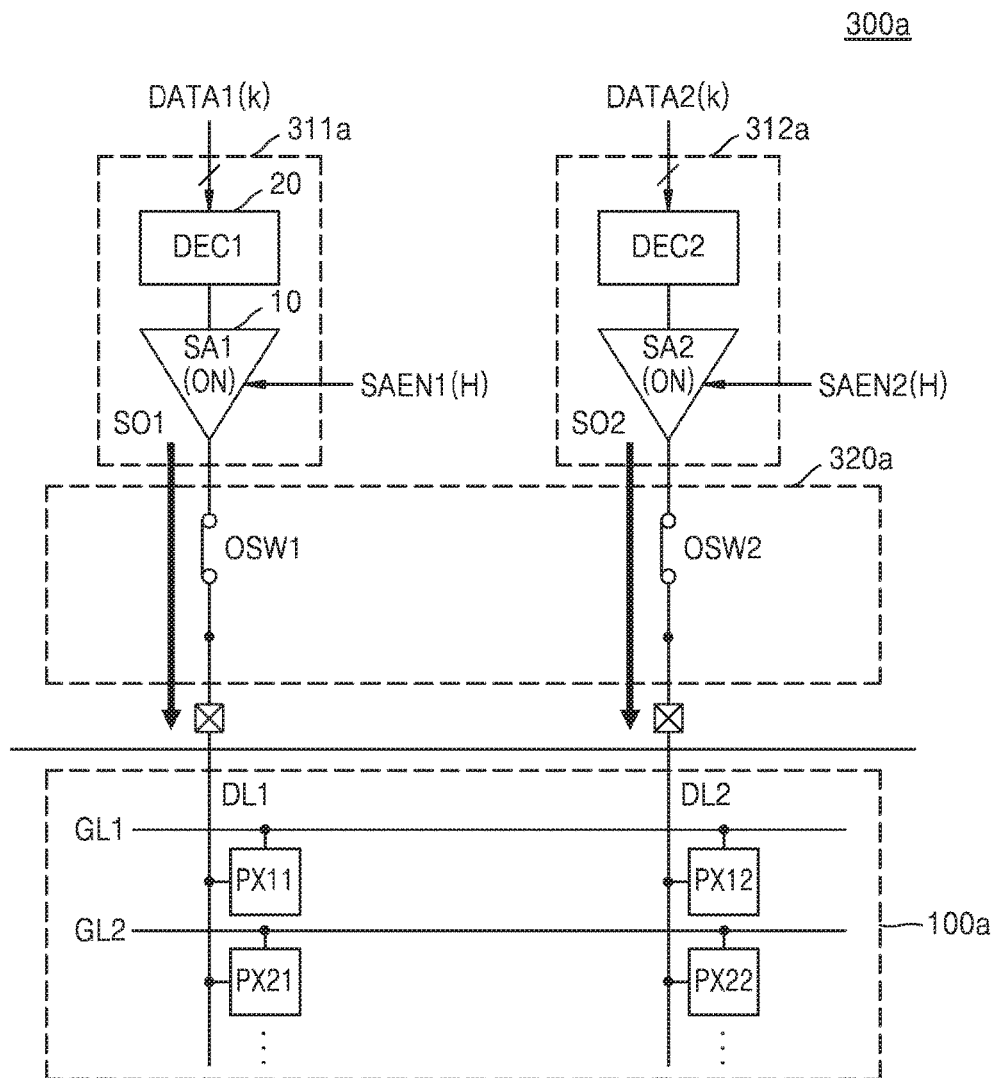 300a
DATA1(k) DATA2(k)
311a 312a
20
DEC1 DEC2
10
SA1 (ON) SA2 (ON)
SAEN1(H) SAEN2(H)
SO1 SO2
320a
OSW1 OSW2
DL1 DL2
GL1
PX11 PX12
GL2 100a
PX21 PX22